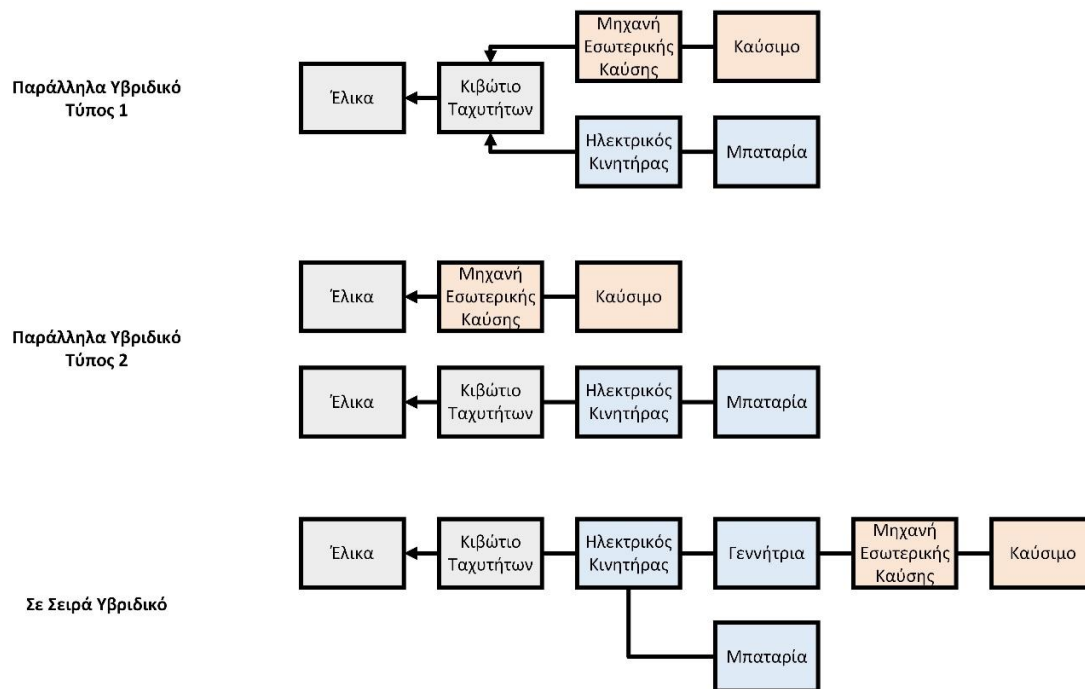 Παράλληλα Υβριδικό
Τύπος 1
Έλικα
Κιβώτιο
Ταχυτήτων
Μηχανή
Εσωτερικής
Καύσης
Καύσιμο
Ηλεκτρικός
Κινητήρας
Μπαταρία
Παράλληλα Υβριδικό
Τύπος 2
Έλικα
Μηχανή
Εσωτερικής
Καύσης
Καύσιμο
Έλικα
Κιβώτιο
Ταχυτήτων
Ηλεκτρικός
Κινητήρας
Μπαταρία
Σε Σειρά Υβριδικό
Έλικα
Κιβώτιο
Ταχυτήτων
Ηλεκτρικός
Κινητήρας
Γεννήτρια
Μηχανή
Εσωτερικής
Καύσης
Καύσιμο
Μπαταρία